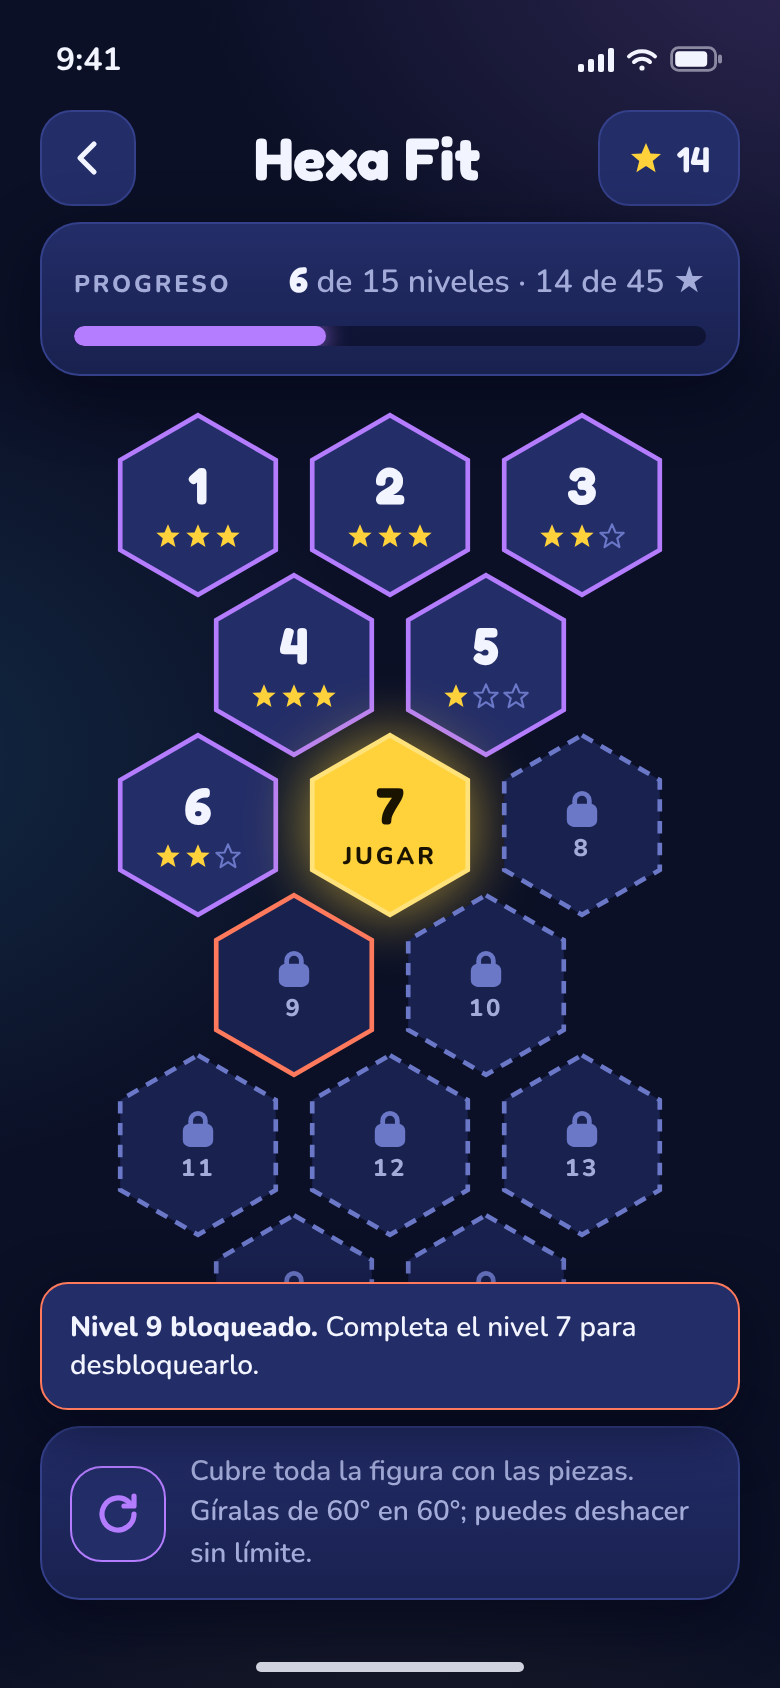 9:41
Hexa Fit
★ 14
PROGRESO
6 de 15 niveles · 14 de 45 ★
1
2
3
4
5
6
7
JUGAR
8
9
10
11
12
13
Nivel 9 bloqueado. Completa el nivel 7 para
desbloquearlo.
Cubre toda la figura con las piezas.
Gíralas de 60° en 60°; puedes deshacer
sin límite.